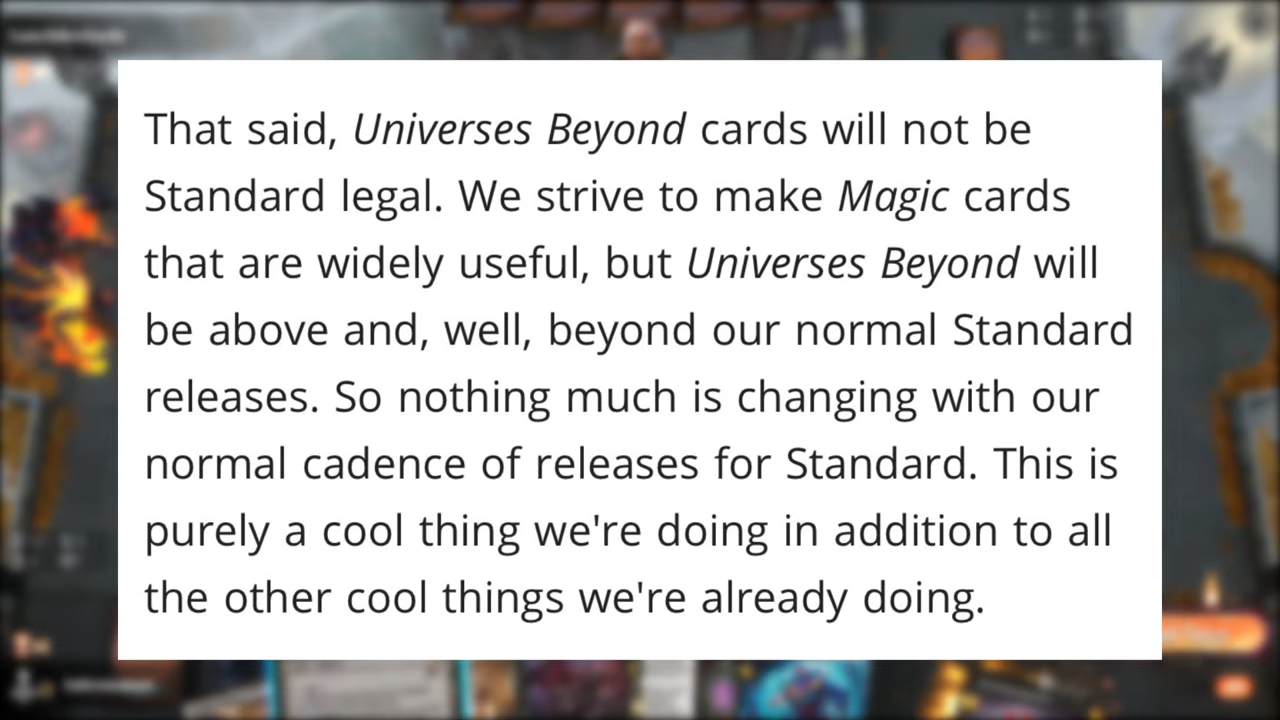 That said, Universes Beyond cards will not be
Standard legal. We strive to make Magic cards
that are widely useful, but Universes Beyond will
be above and, well, beyond our normal Standard
releases. So nothing much is changing with our
normal cadence of releases for Standard. This is
purely a cool thing we're doing in addition to all
the other cool things we're already doing.